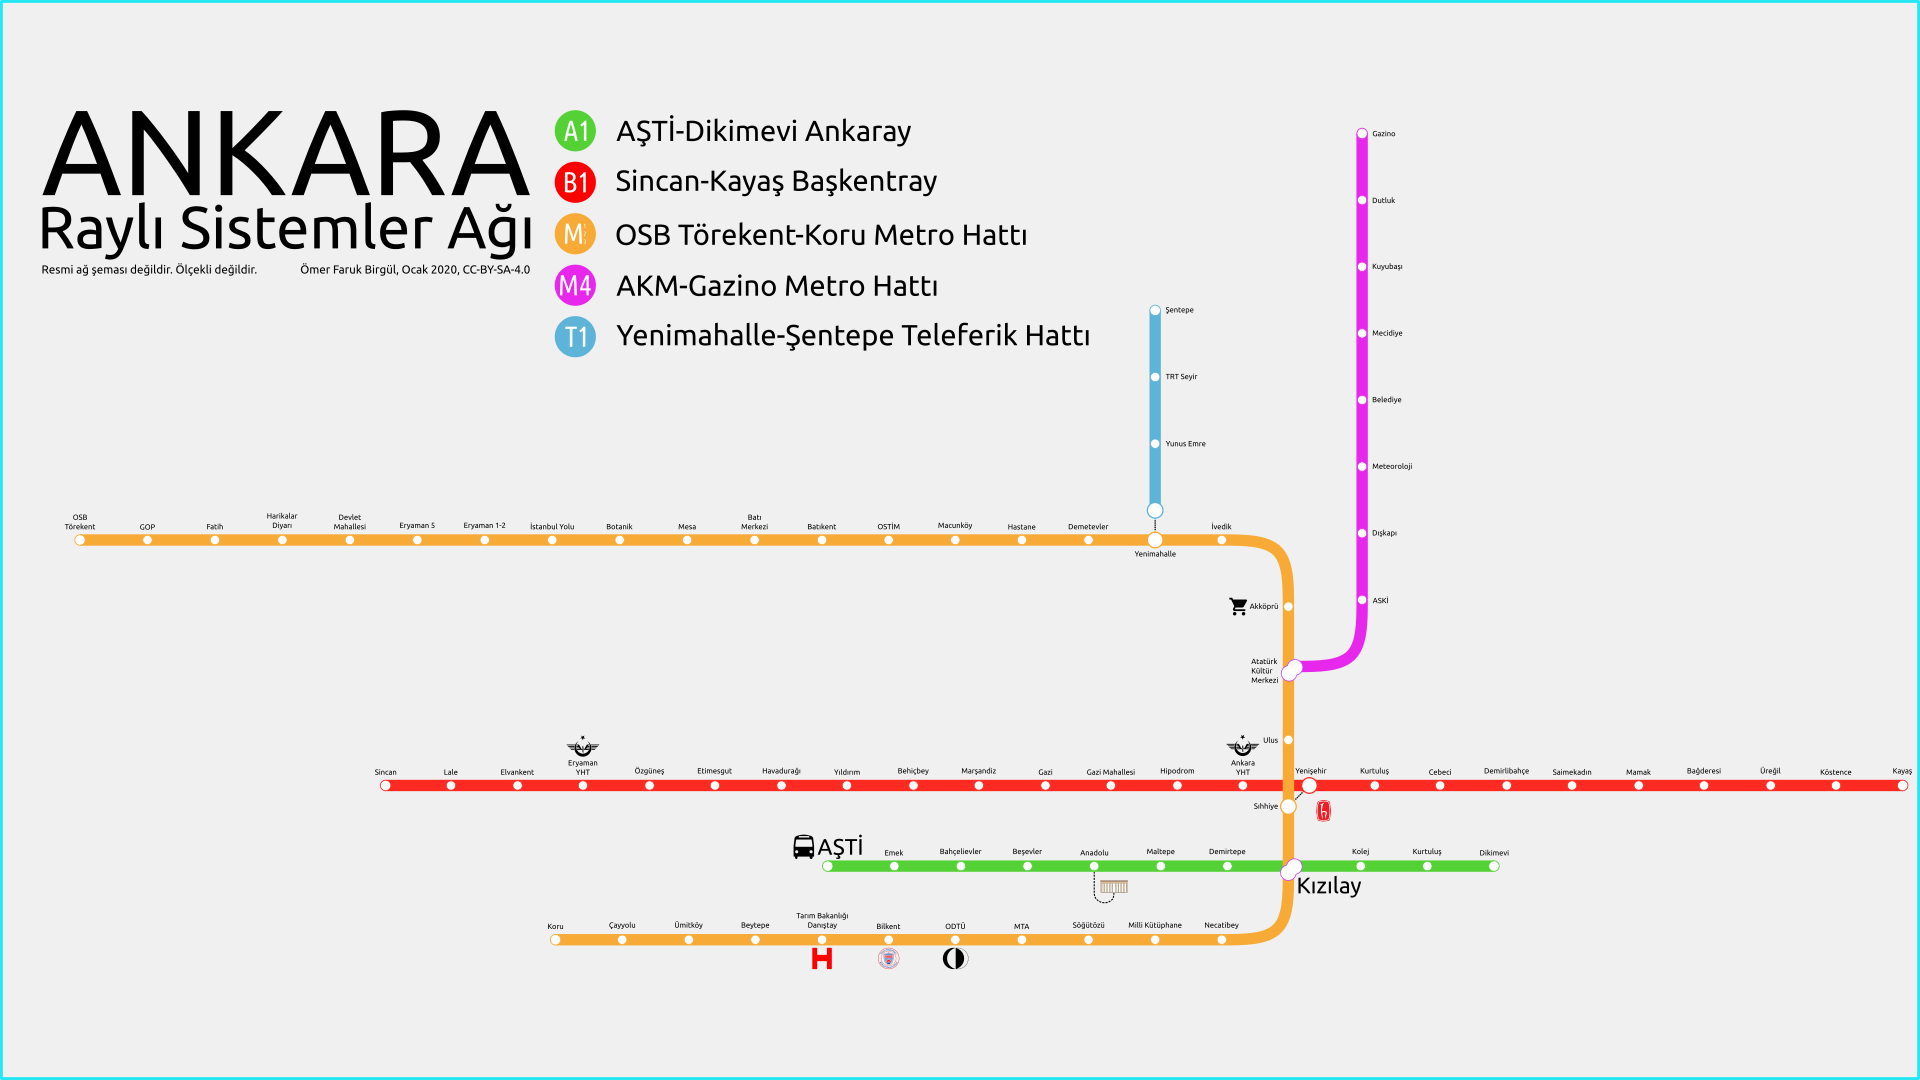 ANKARA
Raylı Sistemler Ağı
Resmi ağ şeması değildir. Ölçekli değildir.
Ömer Faruk Birgül, Ocak 2020, CC-BY-SA-4.0
A1
AŞTİ-Dikimevi Ankaray
B1
Sincan-Kayaş Başkentray
M
OSB Törekent-Koru Metro Hattı
M4
AKM-Gazino Metro Hattı
T1
Yenimahalle-Şentepe Teleferik Hattı
Gazino
Dutluk
Kuyubaşı
Mecidiye
Belediye
Meteoroloji
Dışkapı
ASKİ
Şentepe
TRT Seyir
Yunus Emre
OSB
Törekent
GOP
Fatih
Harikalar
Diyarı
Devlet
Mahallesi
Eryaman 5
Eryaman 1-2
İstanbul Yolu
Botanik
Mesa
Batı
Merkezi
Batıkent
OSTİM
Macunköy
Hastane
Demetevler
Yenimahalle
İvedik
Akköprü
Atatürk
Kültür
Merkezi
Ulus
Sincan
Lale
Elvankent
Eryaman
YHT
Özgüneş
Etimesgut
Havadurağı
Yıldırım
Behiçbey
Marşandiz
Gazi
Gazi Mahallesi
Hipodrom
Ankara
YHT
Yenişehir
Kurtuluş
Cebeci
Demirlibahçe
Saimekadın
Mamak
Bağderesi
Üreğil
Köstence
Kayaş
Sıhhiye
AŞTİ
Emek
Bahçelievler
Beşevler
Anadolu
Maltepe
Demirtepe
Kızılay
Kolej
Kurtuluş
Dikimevi
Koru
Çayyolu
Ümitköy
Beytepe
Tarım Bakanlığı
Danıştay
Bilkent
ODTÜ
MTA
Söğütözü
Milli Kütüphane
Necatibey
H